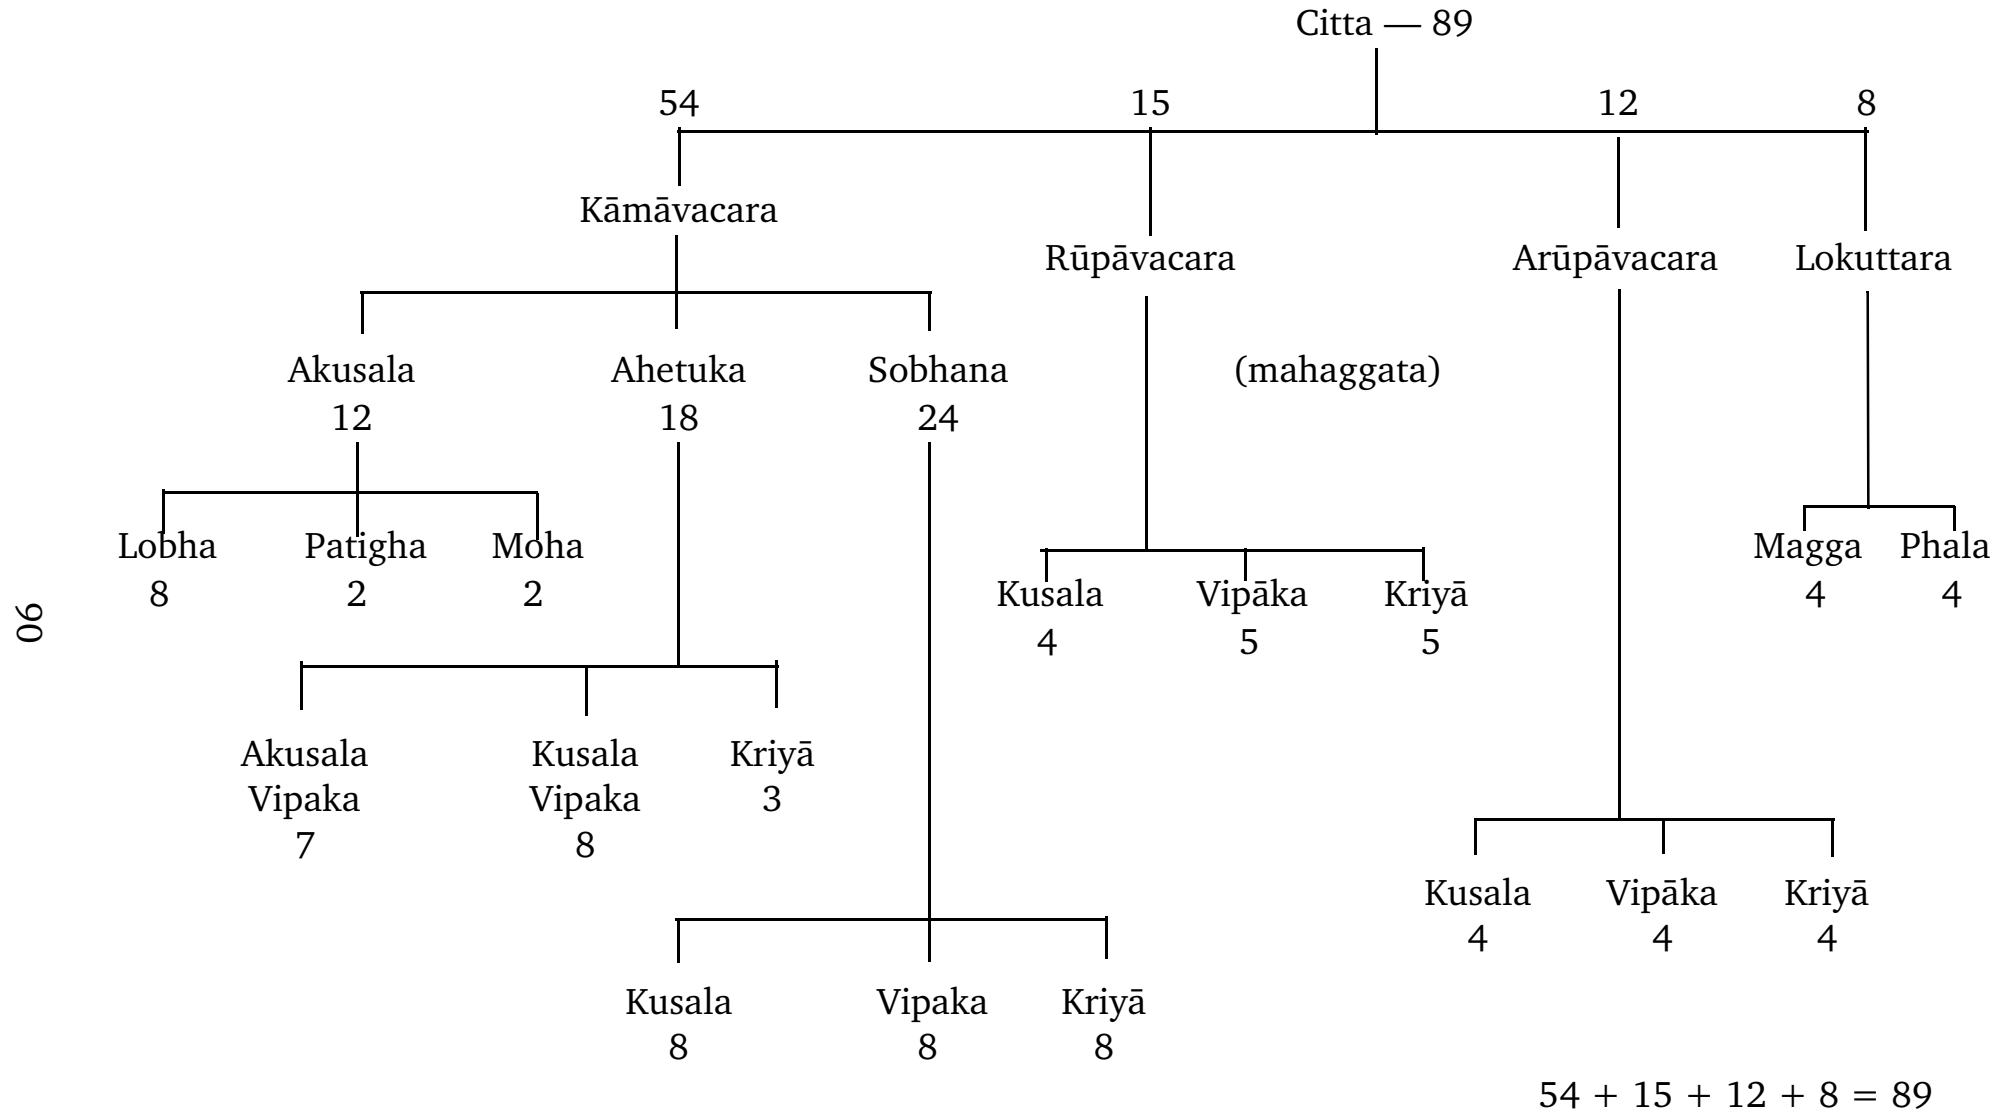 Citta — 89
54 15 12 8
Kāmāvacara
Rūpāvacara Arūpāvacara Lokuttara
Akusala Ahetuka Sobhana (mahaggata)
12 18 24
Lobha Patigha Moha Magga Phala
8 2 2 4 4
Kusala Vipāka Kriyā
4 5 5
90
Akusala Kusala Kriyā
Vipaka Vipaka 3
7 8
Kusala Vipāka Kriyā
4 4 4
Kusala Vipaka Kriyā
8 8 8
54 + 15 + 12 + 8 = 89